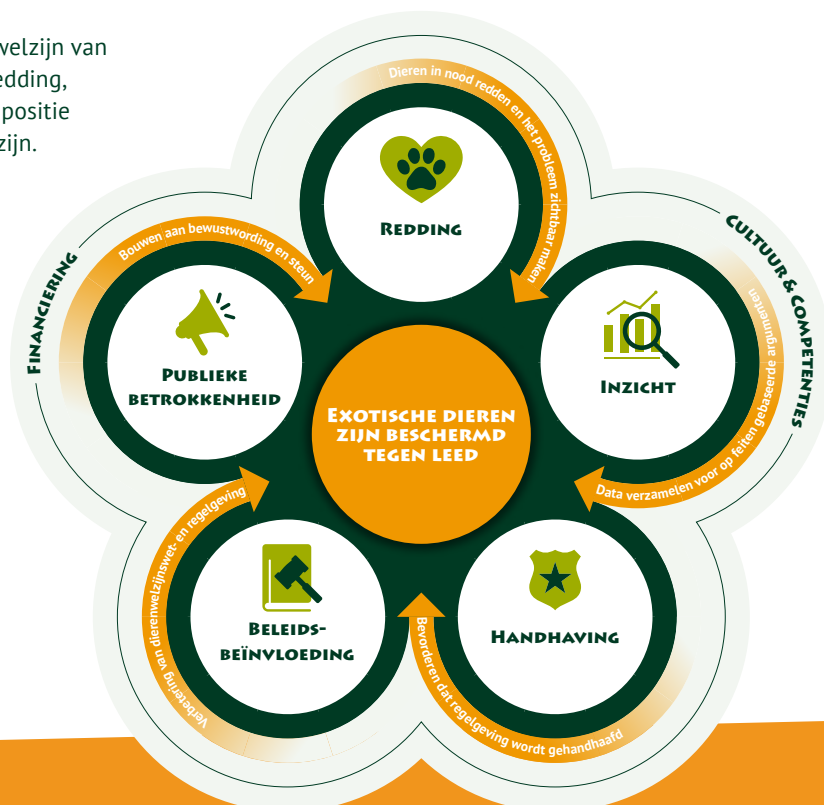 welzijn van
edding,
positie
zijn.
Dieren in nood redden en het probleem zichtbaar maken
REDDING
FINANCIERING
Bouwen aan bewustwording en steun
CULTUUR & COMPETENTIES
PUBLIEKE
BETROKKENHEID
INZICHT
Data verzamelen voor op feiten gebaseerde argumenten
EXOTISCHE DIEREN
ZIJN BESCHERMD
TEGEN LEED
Verbetering van dierenwelzijnswet- en regelgeving
BELEIDS-
BEÏNVLOEDING
HANDHAVING
Bevorderen dat regelgeving wordt gehandhaafd